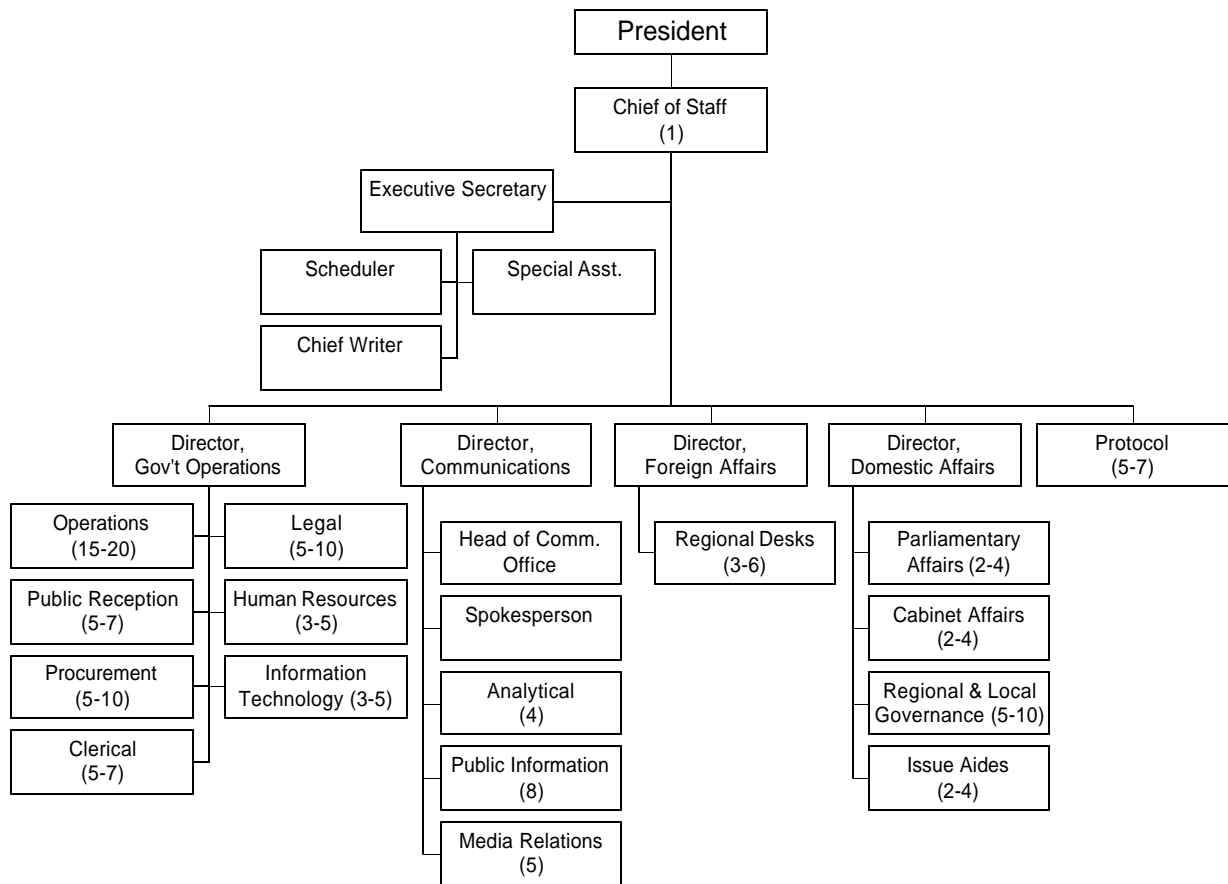 President
Chief of Staff
(1)
Executive Secretary
Scheduler
Special Asst.
Chief Writer
Director,
Gov't Operations
Director,
Communications
Director,
Foreign Affairs
Director,
Domestic Affairs
Protocol
(5-7)
Operations
(15-20)
Legal
(5-10)
Public Reception
(5-7)
Human Resources
(3-5)
Procurement
(5-10)
Information
Technology (3-5)
Clerical
(5-7)
Head of Comm.
Office
Spokesperson
Analytical
(4)
Public Information
(8)
Media Relations
(5)
Regional Desks
(3-6)
Parliamentary
Affairs (2-4)
Cabinet Affairs
(2-4)
Regional & Local
Governance (5-10)
Issue Aides
(2-4)